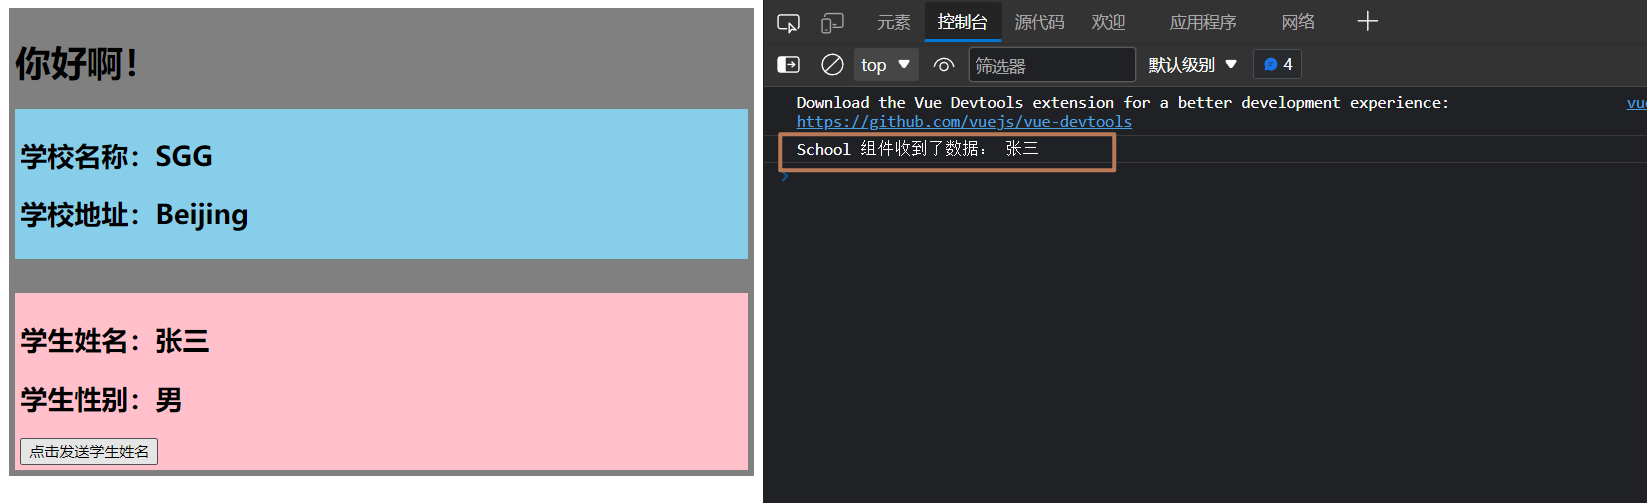 你好啊！
学校名称：SGG
学校地址：Beijing
学生姓名：张三
学生性别：男
点击发送学生姓名
元素 控制台 源代码 欢迎 应用程序 网络
top 筛选器 默认级别 4
Download the Vue Devtools extension for a better development experience:
https://github.com/vuejs/vue-devtools
School 组件收到了数据： 张三